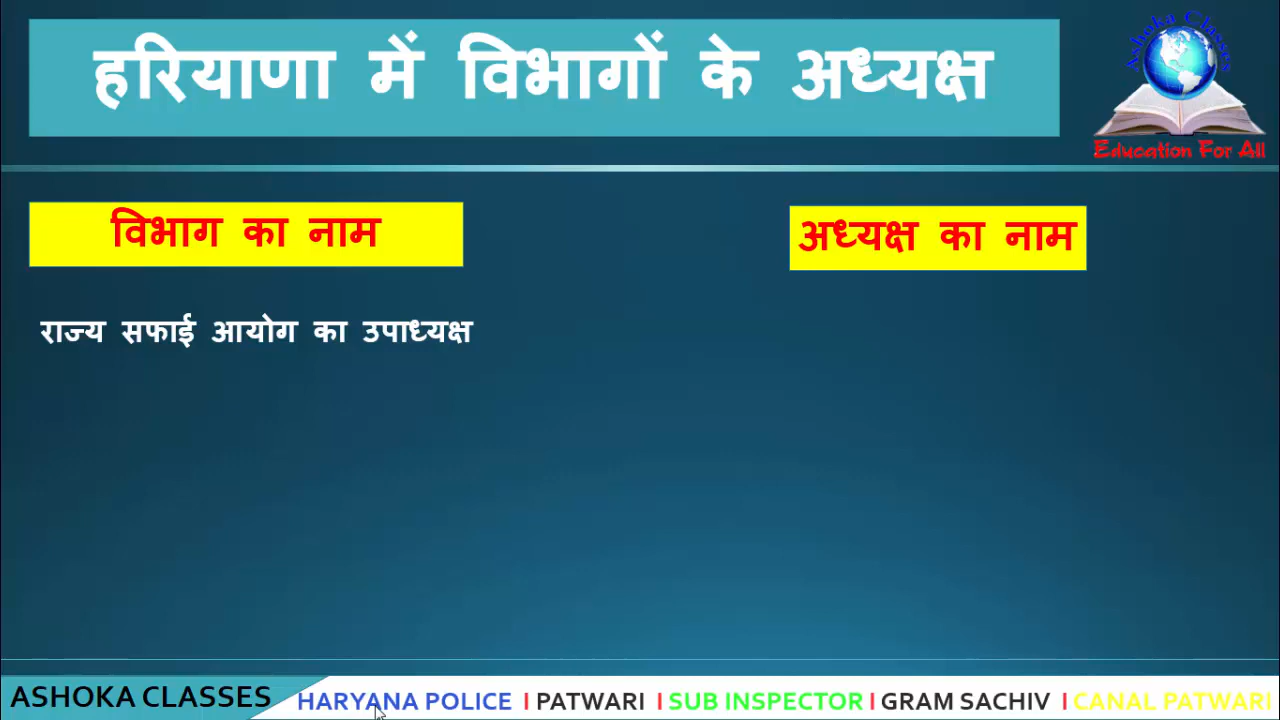 हरियाणा में विभागों के अध्यक्ष
Ashoka Classes
Education For All
विभाग का नाम
अध्यक्ष का नाम
राज्य सफाई आयोग का उपाध्यक्ष
ASHOKA CLASSES
HARYANA POLICE I PATWARI I SUB INSPECTOR I GRAM SACHIV I CANAL PATWARI